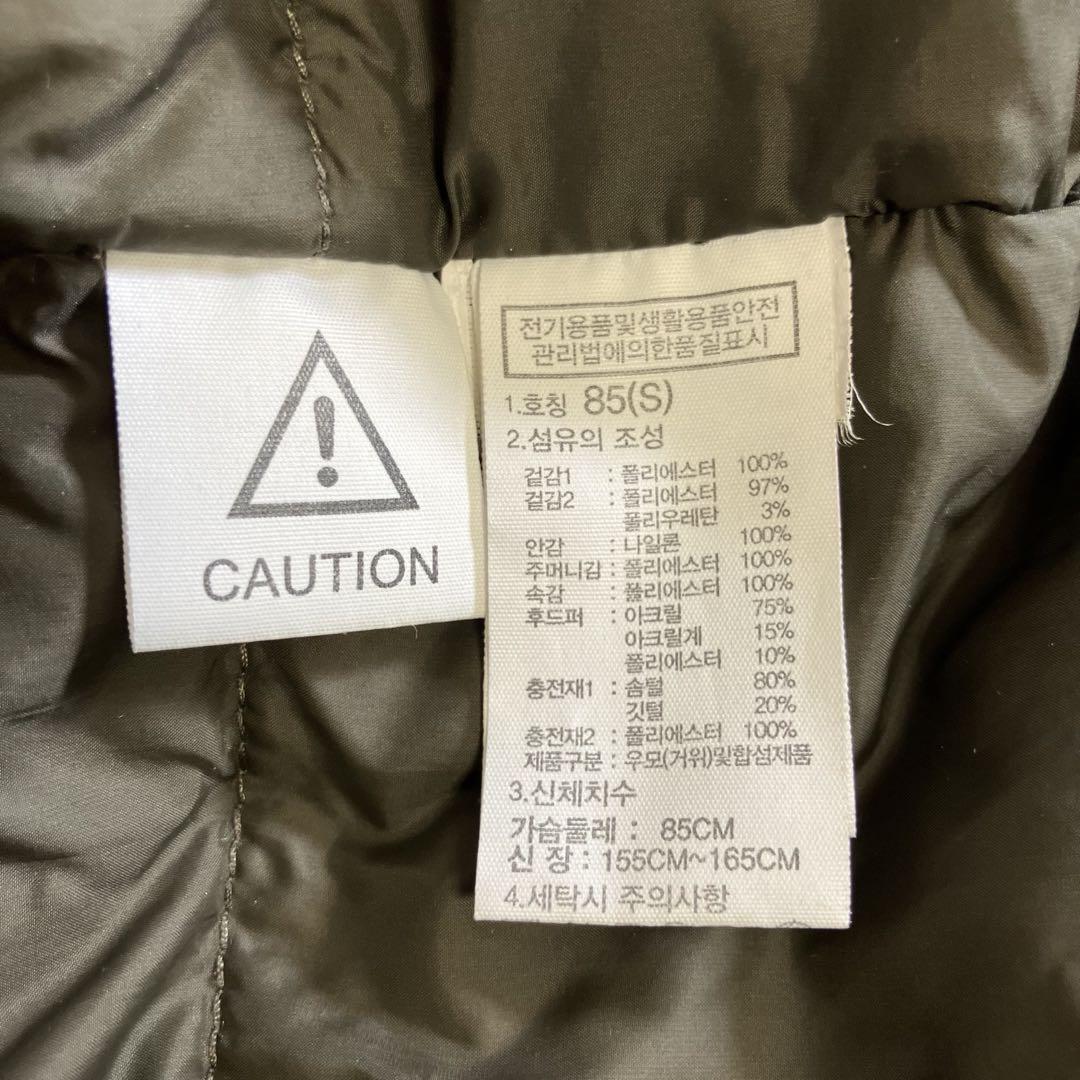 CAUTION
전기용품및생활용품안전
관리법에의한품질표시
1.호칭 85(S)
2.섬유의 조성
겉감1 : 폴리에스터 100%
겉감2 : 폴리에스터 97%
폴리우레탄 3%
안감 : 나일론 100%
주머니감 : 폴리에스터 100%
속감 : 폴리에스터 100%
후드퍼 : 아크릴 75%
아크릴계 15%
폴리에스터 10%
충전재1 : 솜털 80%
깃털 20%
충전재2 : 폴리에스터 100%
제품구분 : 우모(거위)및합섬제품
3.신체치수
가슴둘레 : 85CM
신 장 : 155CM~165CM
4.세탁시 주의사항